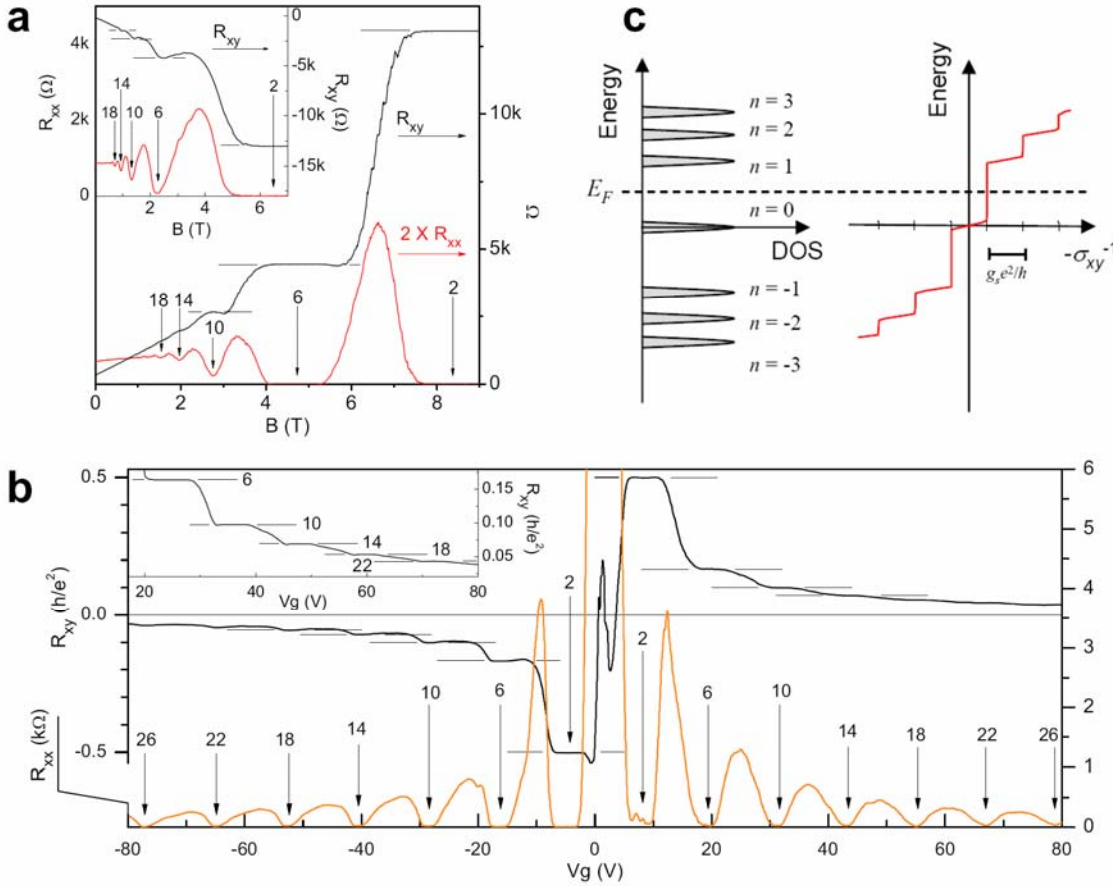 a
R_xx (Ω)
4k
2k
0
R_xy
0
-5k
-10k
-15k
R_xy (Ω)
18
14
10
6
2
2
4
6
B (T)
R_xy
2 X R_xx
10k
5k
0
Ω
18
14
10
6
2
0
2
4
6
8
B (T)
c
Energy
Energy
n = 3
n = 2
n = 1
E_F
n = 0
DOS
n = -1
n = -2
n = -3
g_s e²/h
b
R_xy (h/e²)
0.5
0.0
-0.5
R_xx (kΩ)
6
10
14
18
22
R_xy (h/e²)
0.15
0.10
0.05
20
40
60
80
Vg (V)
2
2
26
22
18
14
10
6
6
10
14
18
22
26
6
5
4
3
2
1
0
-80
-60
-40
-20
0
20
40
60
80
Vg (V)